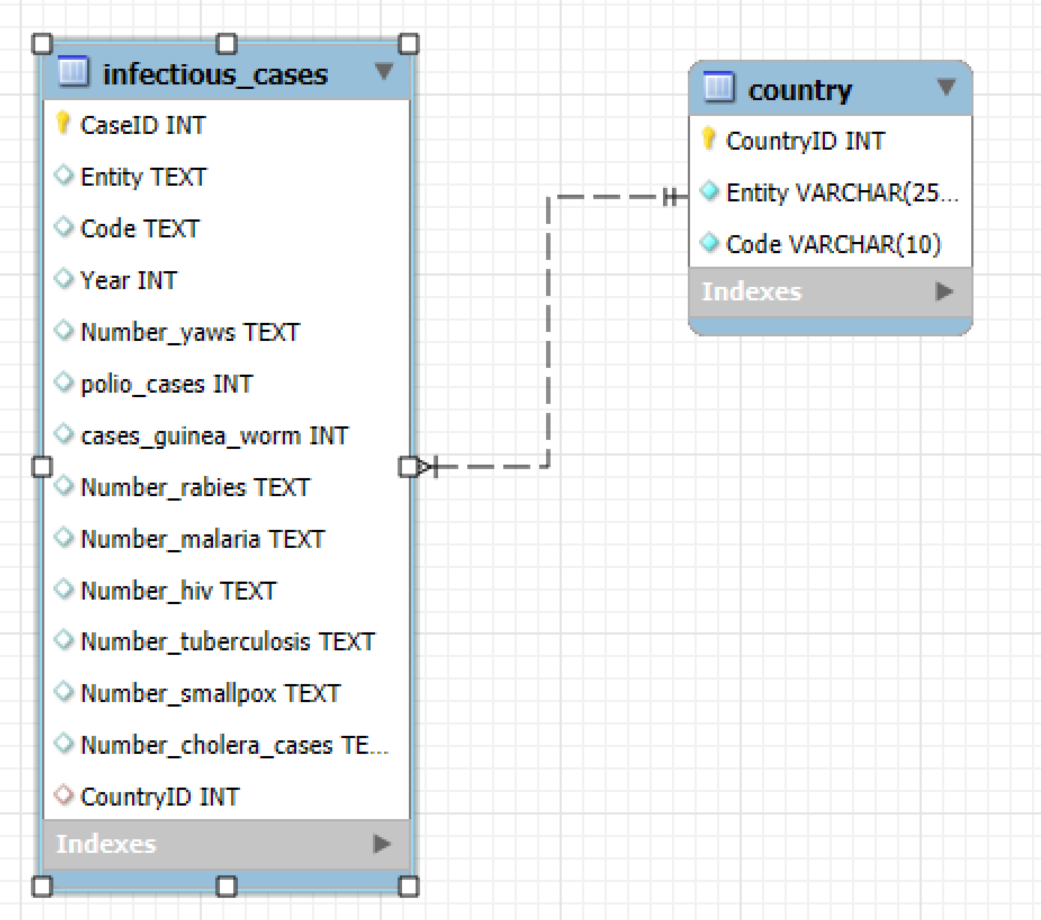 infectious_cases
CaseID INT
Entity TEXT
Code TEXT
Year INT
Number_yaws TEXT
polio_cases INT
cases_guinea_worm INT
Number_rabies TEXT
Number_malaria TEXT
Number_hiv TEXT
Number_tuberculosis TEXT
Number_smallpox TEXT
Number_cholera_cases TE...
CountryID INT
Indexes
country
CountryID INT
Entity VARCHAR(25...
Code VARCHAR(10)
Indexes